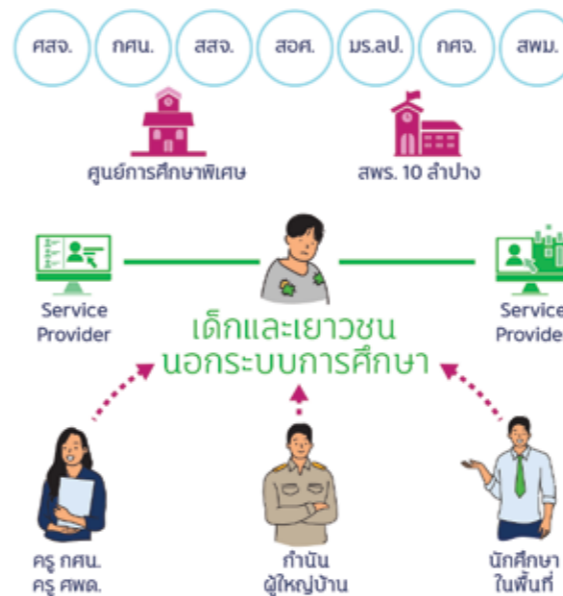 ศสจ. กศน. สสจ. สอศ. มร.ลป. กศจ. สพม.
ศูนย์การศึกษาพิเศษ สพร. 10 ลำปาง
Service Provider
Service Provider
เด็กและเยาวชน
นอกระบบการศึกษา
ครู กศน.
ครู ศพด.
กำนัน
ผู้ใหญ่บ้าน
นักศึกษา
ในพื้นที่